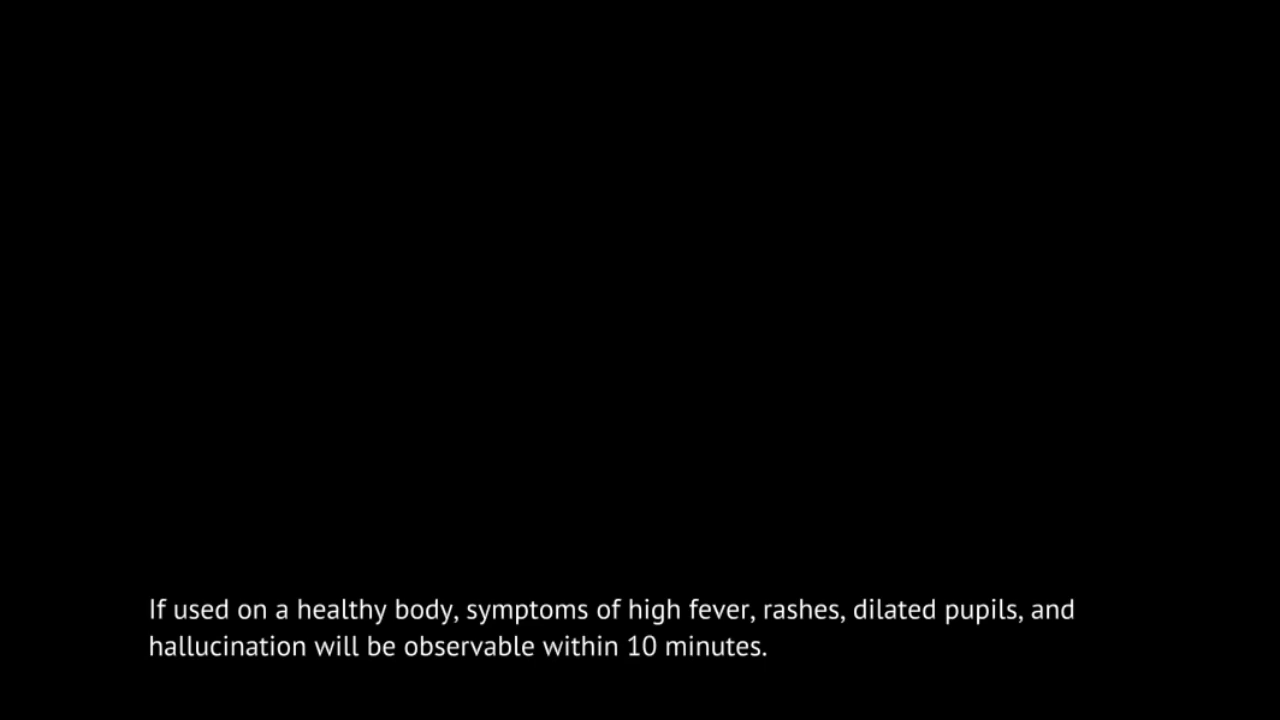 If used on a healthy body, symptoms of high fever, rashes, dilated pupils, and
hallucination will be observable within 10 minutes.